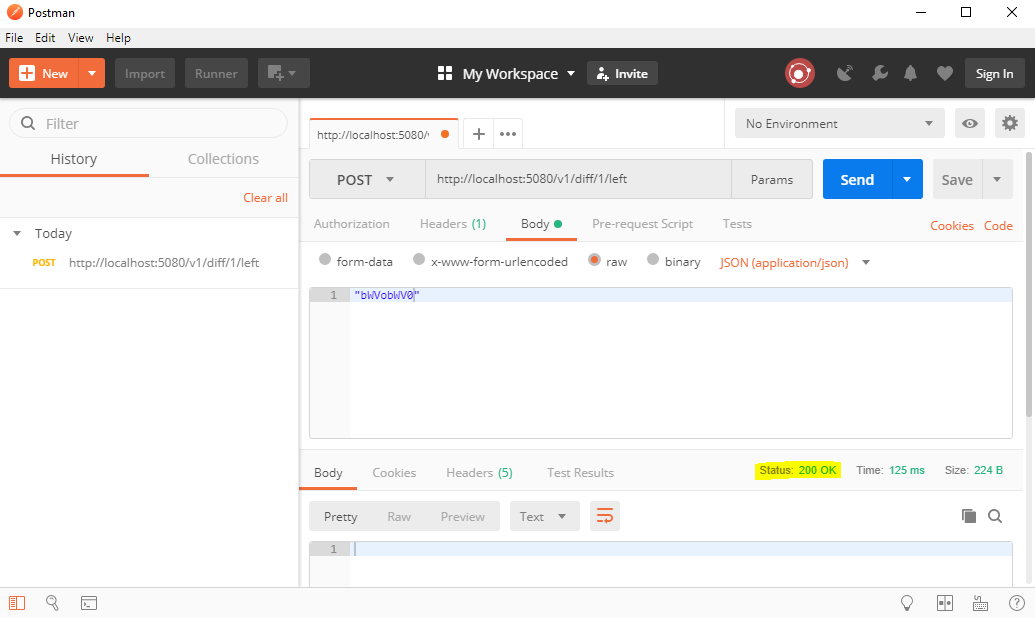 Postman
File Edit View Help
New Import Runner My Workspace Invite Sign In
Filter
History Collections
Clear all
Today
POST http://localhost:5080/v1/diff/1/left
http://localhost:5080/v No Environment
POST http://localhost:5080/v1/diff/1/left Params Send Save
Authorization Headers (1) Body Pre-request Script Tests Cookies Code
form-data x-www-form-urlencoded raw binary JSON (application/json)
1 "bWVobWV0"
Body Cookies Headers (5) Test Results Status: 200 OK Time: 125 ms Size: 224 B
Pretty Raw Preview Text
1